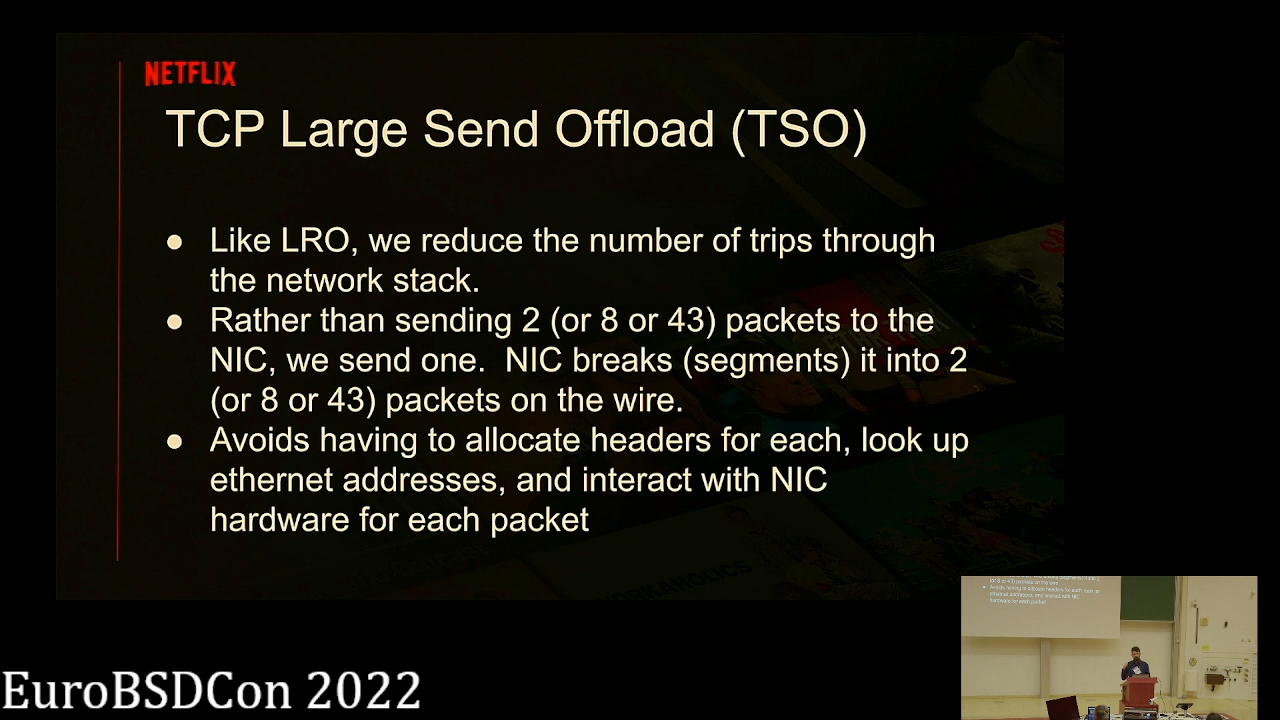 NETFLIX
TCP Large Send Offload (TSO)
● Like LRO, we reduce the number of trips through
the network stack.
● Rather than sending 2 (or 8 or 43) packets to the
NIC, we send one.  NIC breaks (segments) it into 2
(or 8 or 43) packets on the wire.
● Avoids having to allocate headers for each, look up
ethernet addresses, and interact with NIC
hardware for each packet
EuroBSDCon 2022